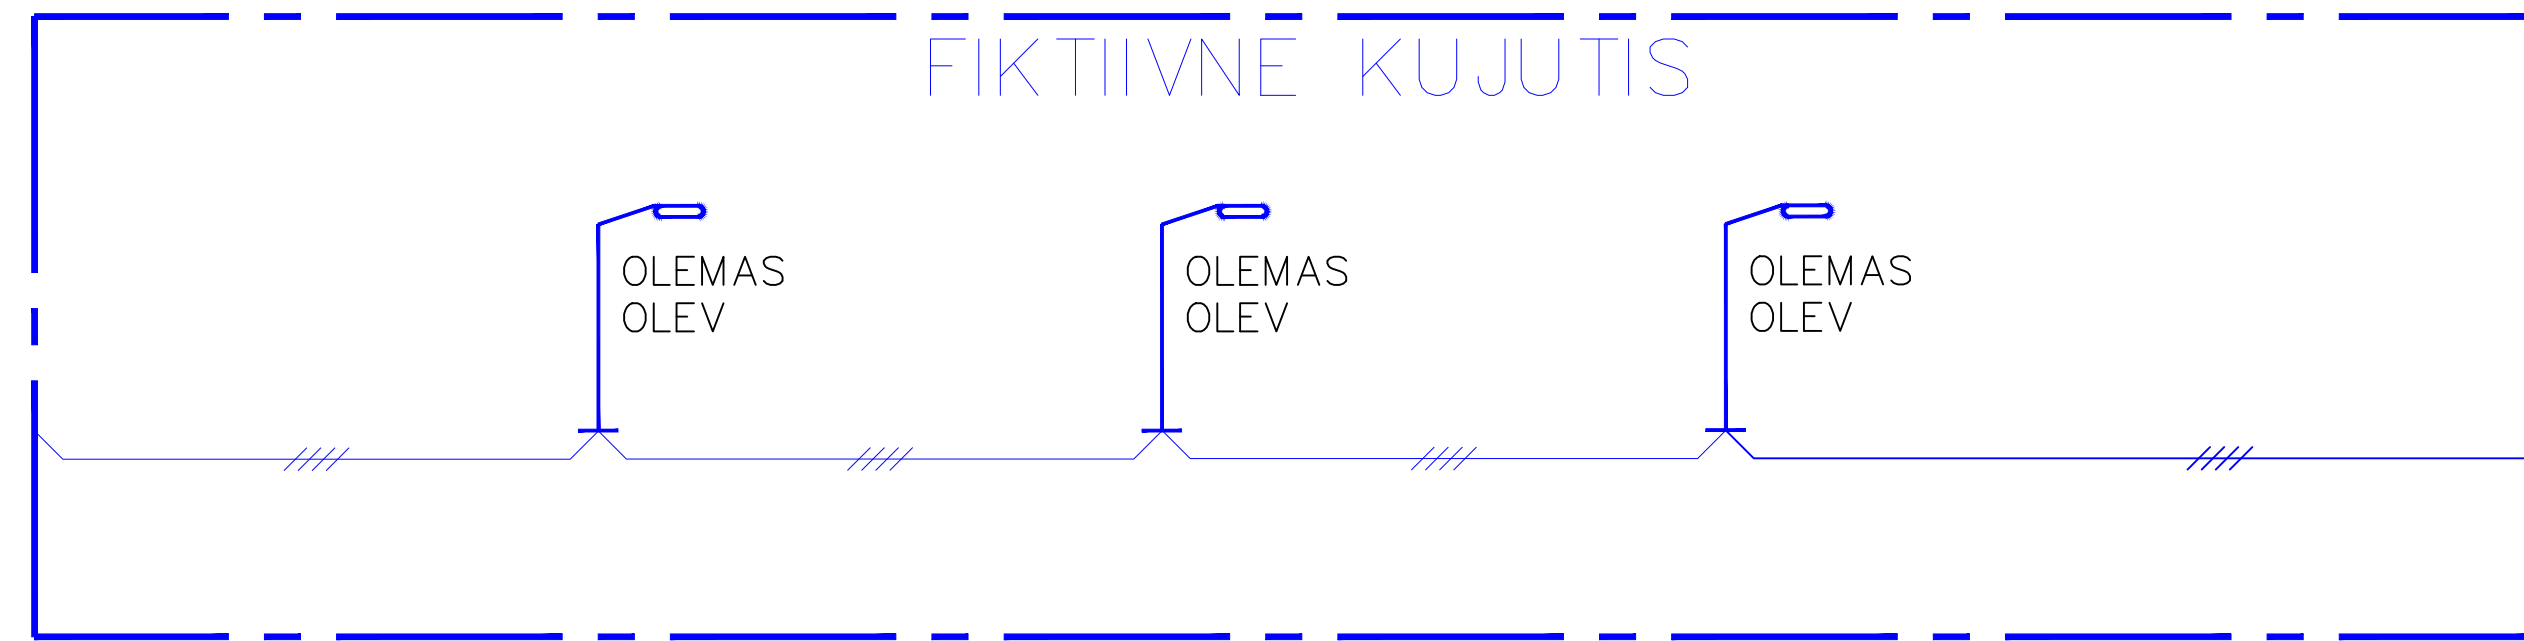 FIKTIIVNE KUJUTIS
OLEMAS
OLEV
OLEMAS
OLEV
OLEMAS
OLEV